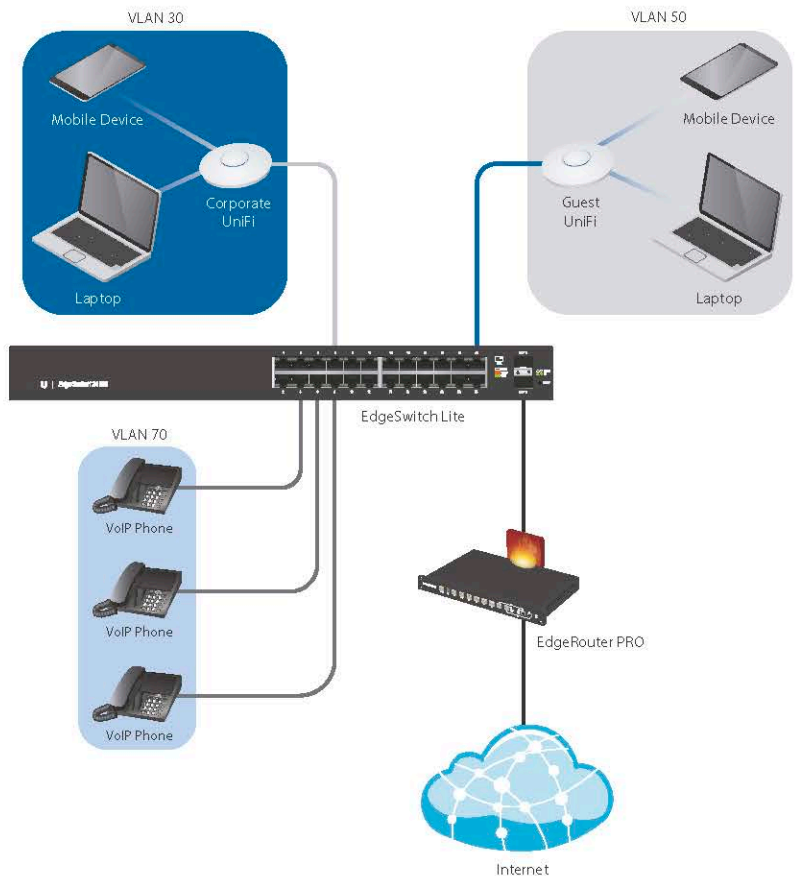 VLAN 30
VLAN 50
Mobile Device
Mobile Device
Corporate
UniFi
Guest
UniFi
Laptop
Laptop
EdgeSwitch Lite
VLAN 70
VoIP Phone
VoIP Phone
VoIP Phone
EdgeRouter PRO
Internet